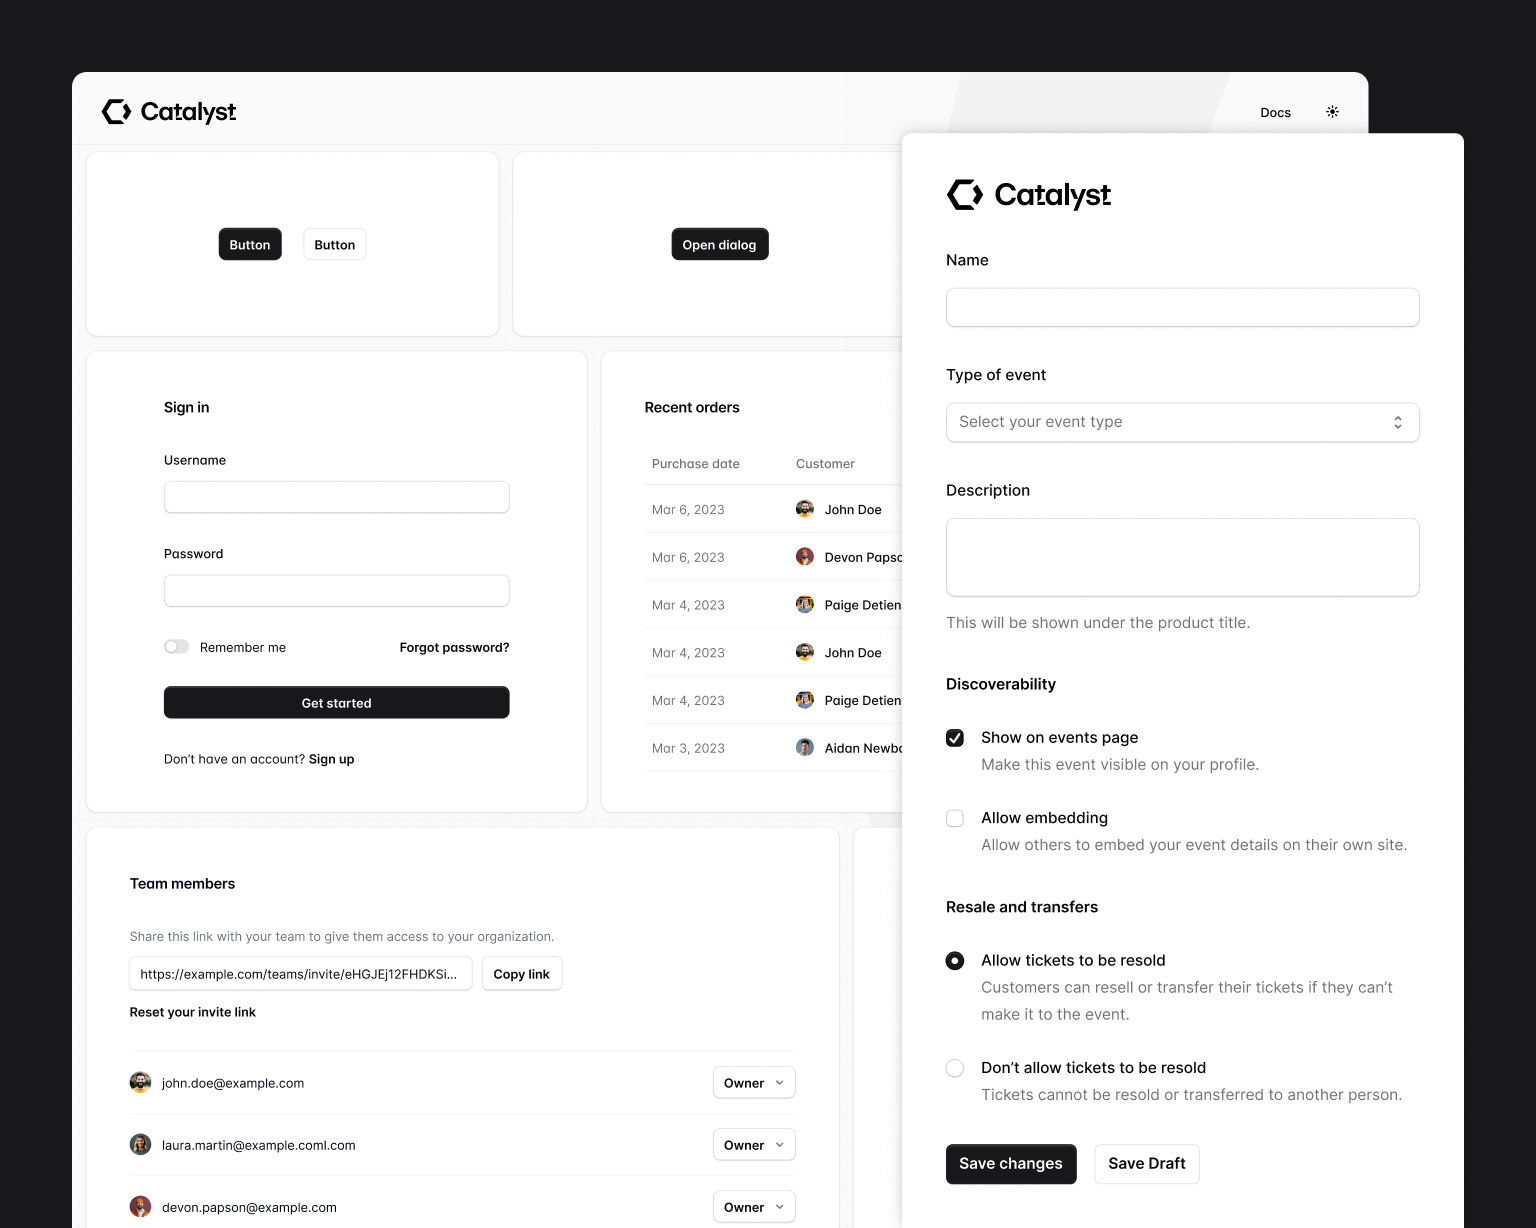 Catalyst
Docs
Button
Button
Open dialog
Sign in
Username
Password
Remember me
Forgot password?
Get started
Don't have an account? Sign up
Recent orders
Purchase date Customer
Mar 6, 2023 John Doe
Mar 6, 2023 Devon Papso
Mar 4, 2023 Paige Detien
Mar 4, 2023 John Doe
Mar 4, 2023 Paige Detien
Mar 3, 2023 Aidan Newbo
Team members
Share this link with your team to give them access to your organization.
https://example.com/teams/invite/eHGJEj12FHDKSi...
Copy link
Reset your invite link
john.doe@example.com Owner
laura.martin@example.coml.com Owner
devon.papson@example.com Owner
Catalyst
Name
Type of event
Select your event type
Description
This will be shown under the product title.
Discoverability
Show on events page
Make this event visible on your profile.
Allow embedding
Allow others to embed your event details on their own site.
Resale and transfers
Allow tickets to be resold
Customers can resell or transfer their tickets if they can't
make it to the event.
Don't allow tickets to be resold
Tickets cannot be resold or transferred to another person.
Save changes
Save Draft